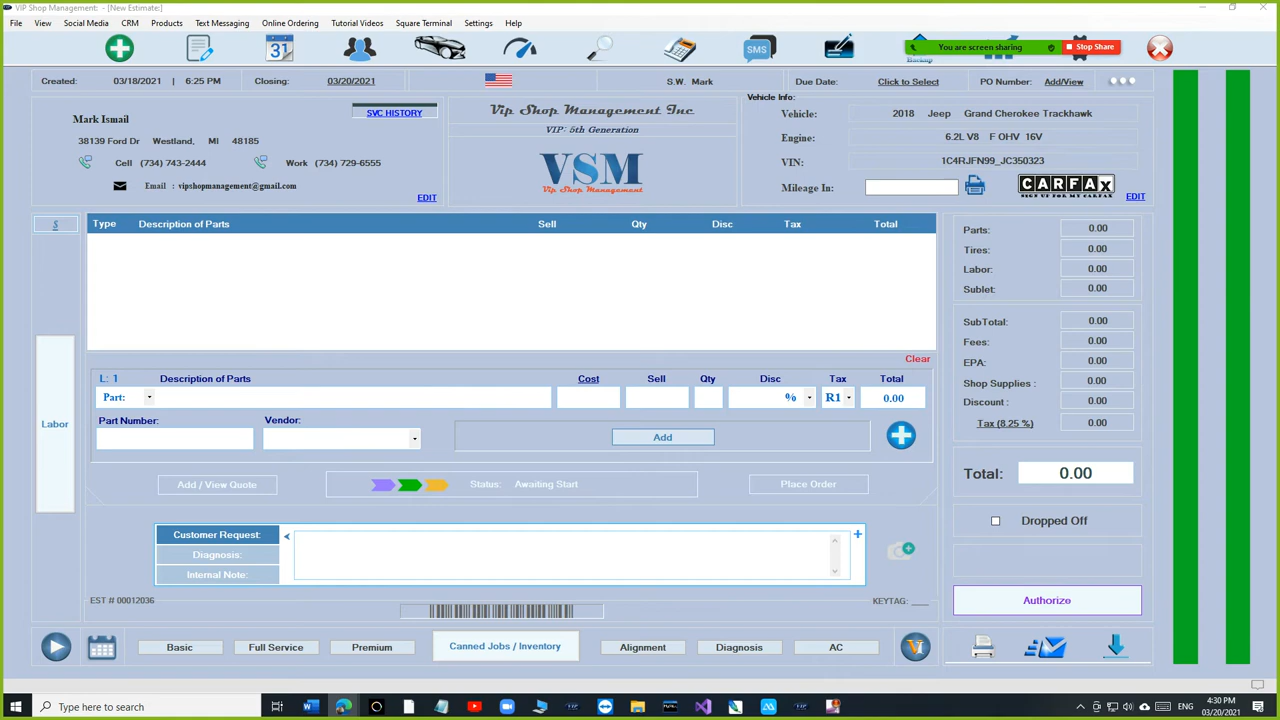 VIP Shop Management: - [New Estimate:]
File View Social Media CRM Products Text Messaging Online Ordering Tutorial Videos Square Terminal Settings Help
31 SMS Backup You are screen sharing Stop Share
Created: 03/18/2021 | 6:25 PM Closing: 03/20/2021 S.W. Mark Due Date: Click to Select PO Number: Add/View
Mark Ismail
SVC HISTORY
38139 Ford Dr Westland, MI 48185
Cell (734) 743-2444 Work (734) 729-6555
Email : vipshopmanagement@gmail.com
EDIT
Vip Shop Management Inc
VIP: 5th Generation
VSM
Vip Shop Management
Vehicle Info:
Vehicle: 2018 Jeep Grand Cherokee Trackhawk
Engine: 6.2L V8 F OHV 16V
VIN: 1C4RJFN99_JC350323
Mileage In:
CARFAX
SIGN UP FOR MY CARFAX
EDIT
S
Labor
Type Description of Parts Sell Qty Disc Tax Total
Clear
L: 1 Description of Parts Cost Sell Qty Disc Tax Total
Part: % R1 0.00
Part Number: Vendor:
Add
Add / View Quote Status: Awaiting Start Place Order
Customer Request:
Diagnosis:
Internal Note:
EST # 00012036 KEYTAG: ___
Parts: 0.00
Tires: 0.00
Labor: 0.00
Sublet: 0.00
SubTotal: 0.00
Fees: 0.00
EPA: 0.00
Shop Supplies : 0.00
Discount : 0.00
Tax (8.25 %) 0.00
Total: 0.00
Dropped Off
Authorize
Basic Full Service Premium Canned Jobs / Inventory Alignment Diagnosis AC
Type here to search
ENG 4:30 PM
03/20/2021